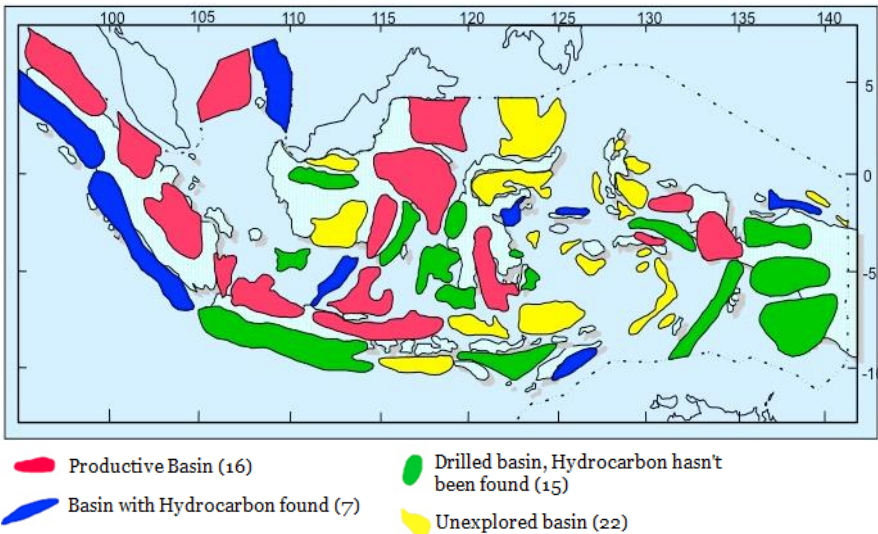 100 105 110 115 120 125 130 135 140
5
0
-5
-10
Productive Basin (16)
Basin with Hydrocarbon found (7)
Drilled basin, Hydrocarbon hasn't
been found (15)
Unexplored basin (22)